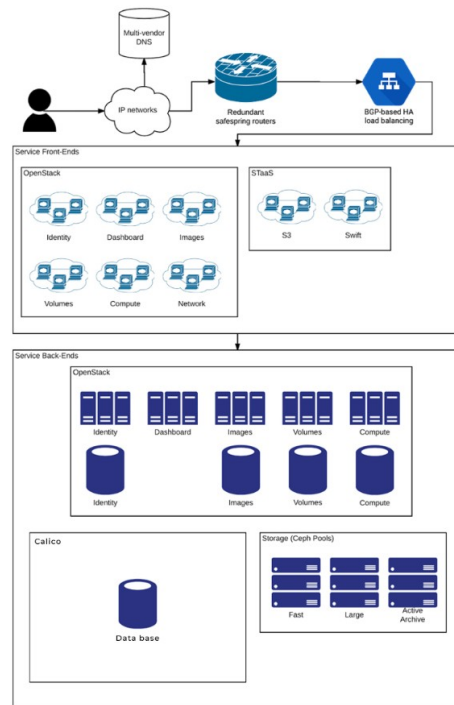 Multi-vendor
DNS
IP networks
Redundant
safespring routers
BGP-based HA
load balancing
Service Front-Ends
OpenStack
Identity
Dashboard
Images
Volumes
Compute
Network
STaaS
S3
Swift
Service Back-Ends
OpenStack
Identity
Dashboard
Images
Volumes
Compute
Identity
Images
Volumes
Compute
Calico
Data base
Storage (Ceph Pools)
Fast
Large
Active
Archive